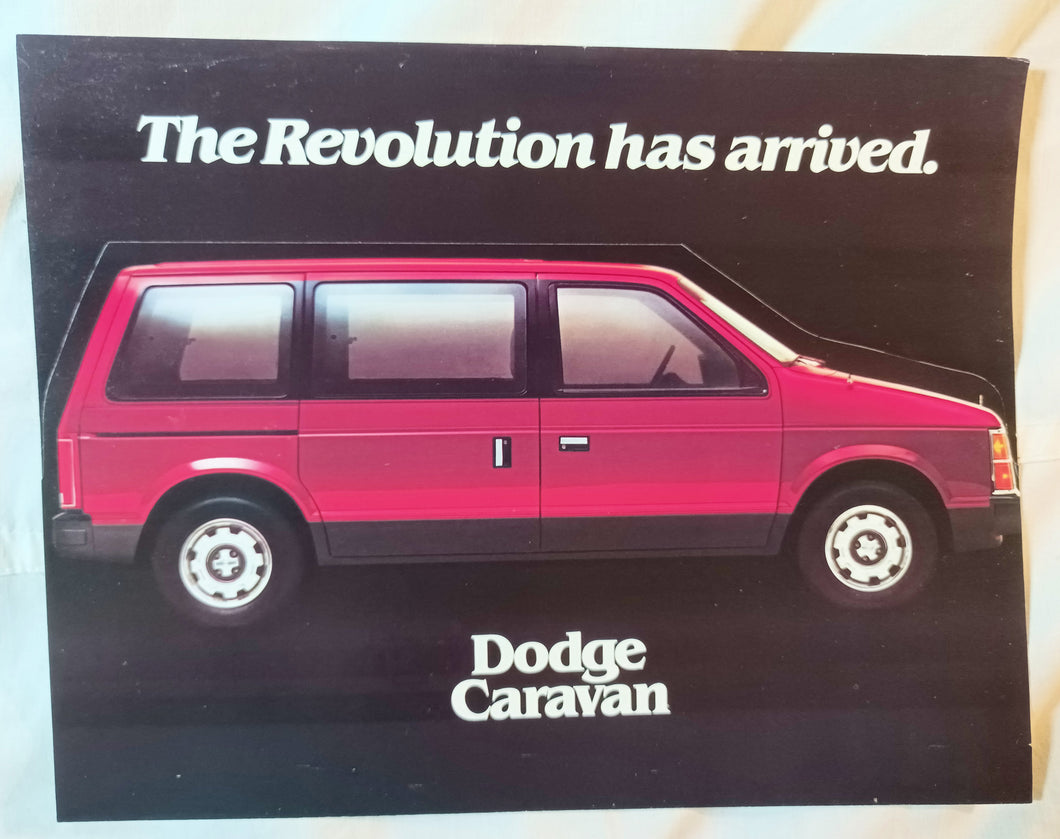 The Revolution has arrived.
Dodge
Caravan